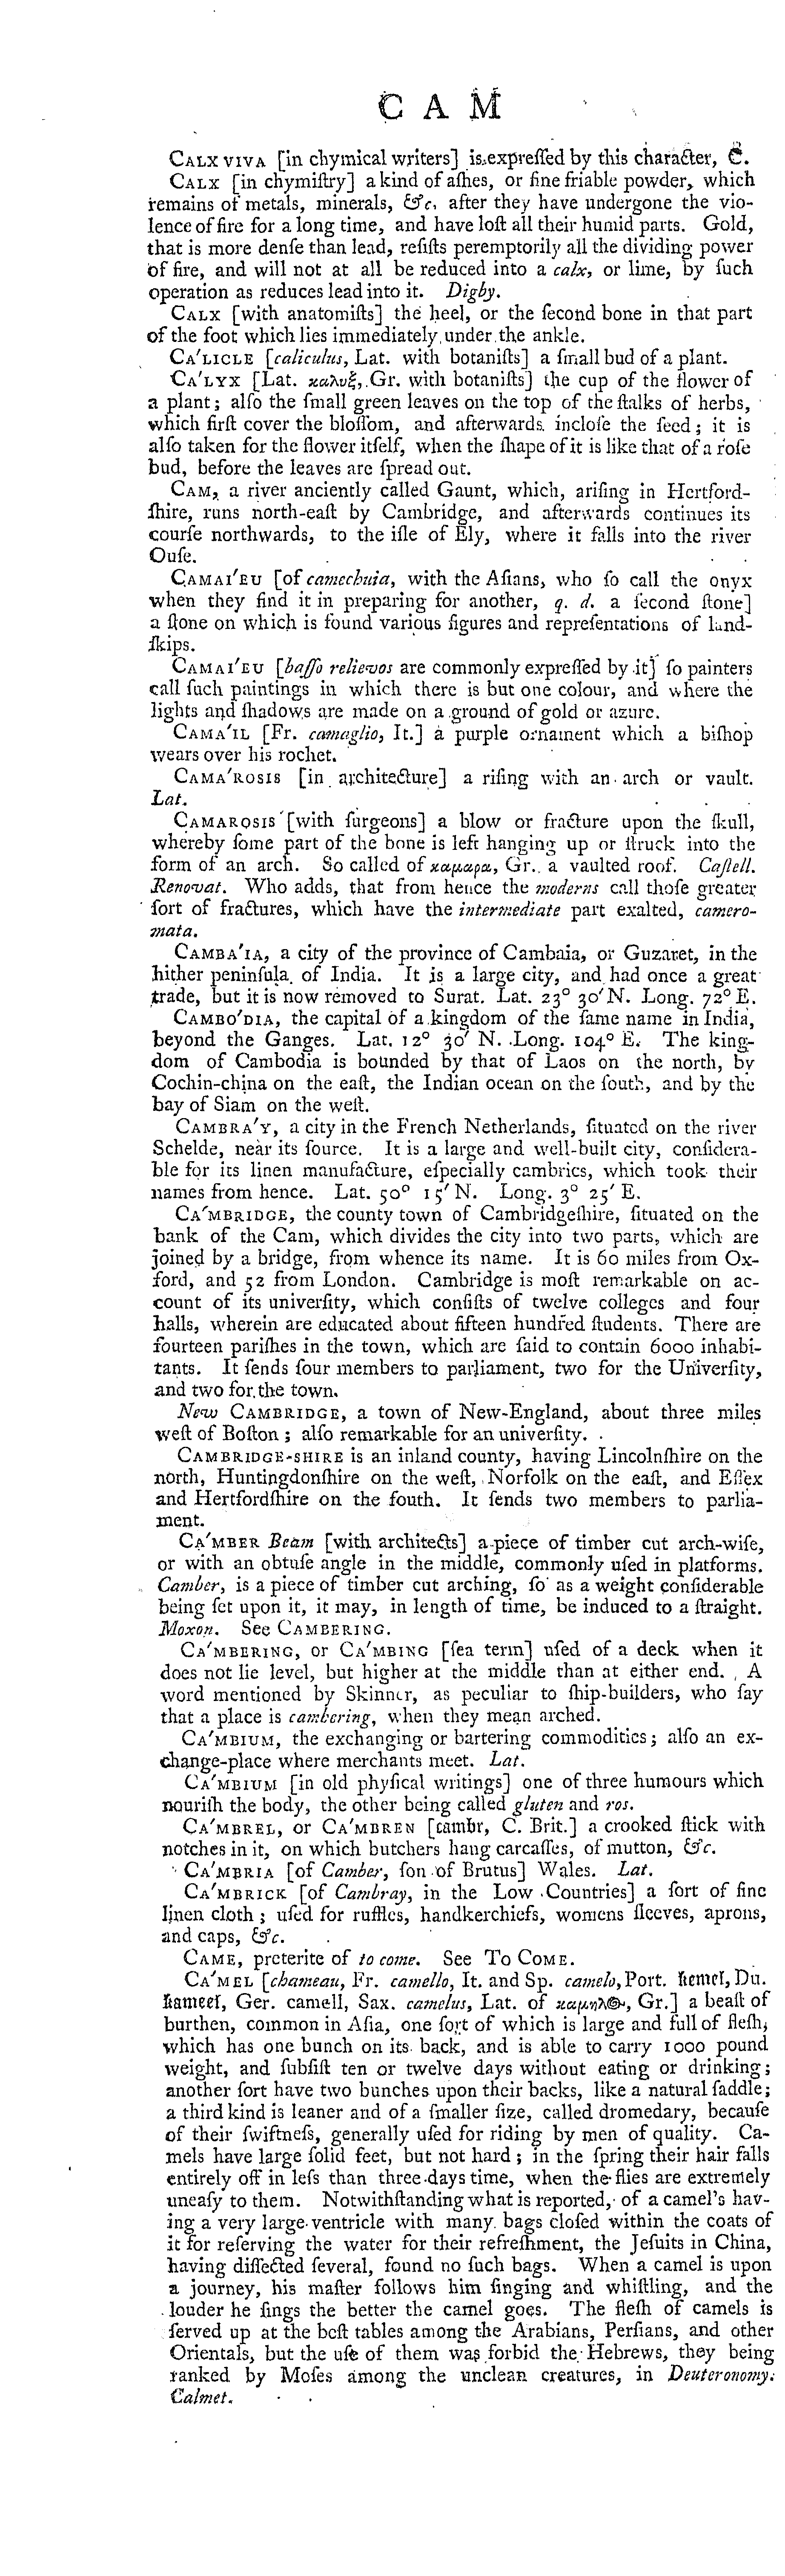 C A M
CALX VIVA [in chymical writers] is expreſſed by this character, C.
CALX [in chymiſtry] a kind of aſhes, or fine friable powder, which
remains of metals, minerals, &c. after they have undergone the vio-
lence of fire for a long time, and have loſt all their humid parts. Gold,
that is more denſe than lead, reſiſts peremptorily all the dividing power
of fire, and will not at all be reduced into a calx, or lime, by ſuch
operation as reduces lead into it. Digby.
CALX [with anatomiſts] the heel, or the ſecond bone in that part
of the foot which lies immediately under the ankle.
CA'LICLE [caliculus, Lat. with botaniſts] a ſmall bud of a plant.
CA'LYX [Lat. καλυξ, Gr. with botaniſts] the cup of the flower of
a plant; alſo the ſmall green leaves on the top of the ſtalks of herbs,
which firſt cover the bloſſom, and afterwards incloſe the ſeed; it is
alſo taken for the flower itſelf, when the ſhape of it is like that of a roſe
bud, before the leaves are ſpread out.
CAM, a river anciently called Gaunt, which, ariſing in Hertford-
ſhire, runs north-eaſt by Cambridge, and afterwards continues its
courſe northwards, to the iſle of Ely, where it falls into the river
Ouſe.
CAMAI'EU [of camechuia, with the Aſians, who ſo call the onyx
when they find it in preparing for another, q. d. a ſecond ſtone]
a ſtone on which is found various figures and repreſentations of land-
ſkips.
CAMAI'EU [baſſo relievos are commonly expreſſed by it] ſo painters
call ſuch paintings in which there is but one colour, and where the
lights and ſhadows are made on a ground of gold or azure.
CAMA'IL [Fr. camaglio, It.] a purple ornament which a biſhop
wears over his rochet.
CAMA'ROSIS [in architecture] a riſing with an arch or vault.
Lat.
CAMAROSIS [with ſurgeons] a blow or fracture upon the ſkull,
whereby ſome part of the bone is left hanging up or ſtruck into the
form of an arch. So called of καμαρα, Gr. a vaulted roof. Caſtell.
Renovat. Who adds, that from hence the moderns call thoſe greater
ſort of fractures, which have the intermediate part exalted, camero-
mata.
CAMBA'IA, a city of the province of Cambaia, or Guzaret, in the
hither peninſula of India. It is a large city, and had once a great
trade, but it is now removed to Surat. Lat. 23° 30' N. Long. 72° E.
CAMBO'DIA, the capital of a kingdom of the ſame name in India,
beyond the Ganges. Lat. 12° 30' N. Long. 104° E. The king-
dom of Cambodia is bounded by that of Laos on the north, by
Cochin-china on the eaſt, the Indian ocean on the ſouth, and by the
bay of Siam on the weſt.
CAMBRA'Y, a city in the French Netherlands, ſituated on the river
Schelde, near its ſource. It is a large and well-built city, conſidera-
ble for its linen manufacture, eſpecially cambrics, which took their
names from hence. Lat. 50° 15' N. Long. 3° 25' E.
CA'MBRIDGE, the county town of Cambridgeſhire, ſituated on the
bank of the Cam, which divides the city into two parts, which are
joined by a bridge, from whence its name. It is 60 miles from Ox-
ford, and 52 from London. Cambridge is moſt remarkable on ac-
count of its univerſity, which conſiſts of twelve colleges and four
halls, wherein are educated about fifteen hundred ſtudents. There are
fourteen pariſhes in the town, which are ſaid to contain 6000 inhabi-
tants. It ſends four members to parliament, two for the Univerſity,
and two for the town.
New CAMBRIDGE, a town of New-England, about three miles
weſt of Boſton; alſo remarkable for an univerſity.
CAMBRIDGE-SHIRE is an inland county, having Lincolnſhire on the
north, Huntingdonſhire on the weſt, Norfolk on the eaſt, and Eſſex
and Hertfordſhire on the fouth. It ſends two members to parlia-
ment.
CA'MBER Beam [with architects] a piece of timber cut arch-wiſe,
or with an obtuſe angle in the middle, commonly uſed in platforms.
Camber, is a piece of timber cut arching, ſo as a weight conſiderable
being ſet upon it, it may, in length of time, be induced to a ſtraight.
Moxon. See CAMBERING.
CA'MBERING, or CA'MBING [ſea term] uſed of a deck when it
does not lie level, but higher at the middle than at either end. A
word mentioned by Skinner, as peculiar to ſhip-builders, who ſay
that a place is cambering, when they mean arched.
CA'MBIUM, the exchanging or bartering commodities; alſo an ex-
change-place where merchants meet. Lat.
CA'MBIUM [in old phyſical writings] one of three humours which
nouriſh the body, the other being called gluten and ros.
CA'MBREL, or CA'MBREN [cambr, C. Brit.] a crooked ſtick with
notches in it, on which butchers hang carcaſſes, of mutton, &c.
CA'MBRIA [of Camber, ſon of Brutus] Wales. Lat.
CA'MBRICK [of Cambray, in the Low Countries] a ſort of fine
linen cloth; uſed for ruffles, handkerchiefs, womens ſleeves, aprons,
and caps, &c.
CAME, preterite of to come. See To COME.
CA'MEL [chameau, Fr. camello, It. and Sp. camelo, Port. kemel, Du.
kameel, Ger. camell, Sax. camelus, Lat. of καμηλ&, Gr.] a beaſt of
burthen, common in Aſia, one ſort of which is large and full of fleſh,
which has one bunch on its back, and is able to carry 1000 pound
weight, and ſubſiſt ten or twelve days without eating or drinking;
another ſort have two bunches upon their backs, like a natural ſaddle;
a third kind is leaner and of a ſmaller ſize, called dromedary, becauſe
of their ſwiftneſs, generally uſed for riding by men of quality. Ca-
mels have large ſolid feet, but not hard; in the ſpring their hair falls
entirely off in leſs than three days time, when the flies are extremely
uneaſy to them. Notwithſtanding what is reported, of a camel's hav-
ing a very large ventricle with many bags cloſed within the coats of
it for reſerving the water for their refreſhment, the Jeſuits in China,
having diſſected ſeveral, found no ſuch bags. When a camel is upon
a journey, his maſter follows him ſinging and whiſtling, and the
louder he ſings the better the camel goes. The fleſh of camels is
ſerved up at the beſt tables among the Arabians, Perſians, and other
Orientals, but the uſe of them was forbid the Hebrews, they being
ranked by Moſes among the unclean creatures, in Deuteronomy.
Calmet.